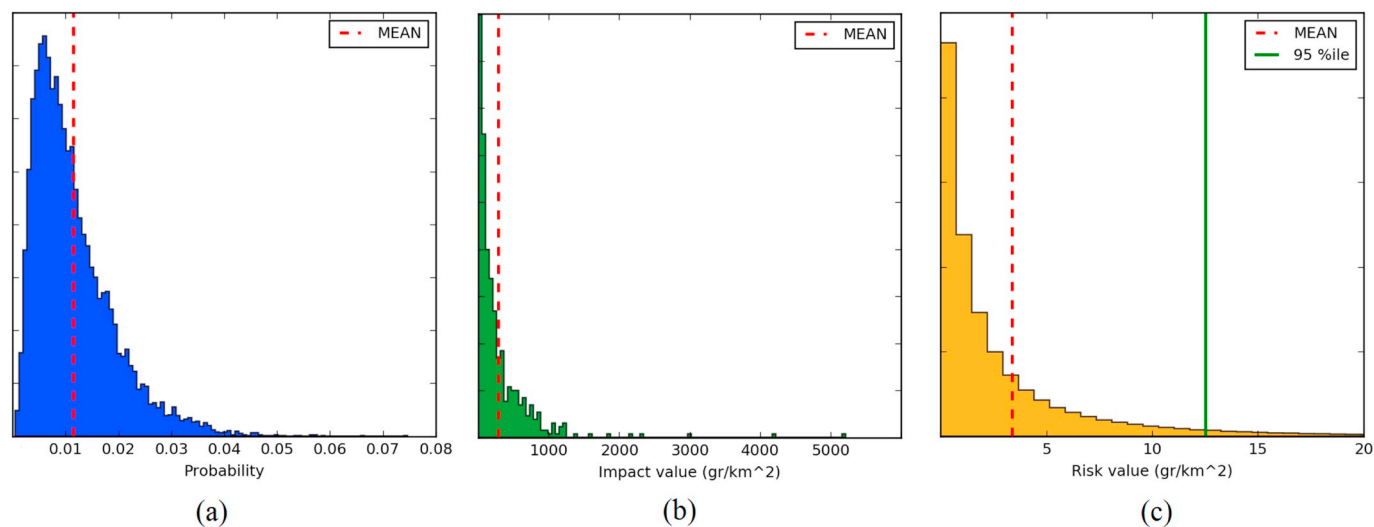 MEAN
0.01 0.02 0.03 0.04 0.05 0.06 0.07 0.08
Probability
(a)
MEAN
1000 2000 3000 4000 5000
Impact value (gr/km^2)
(b)
MEAN
95 %ile
5 10 15 20
Risk value (gr/km^2)
(c)